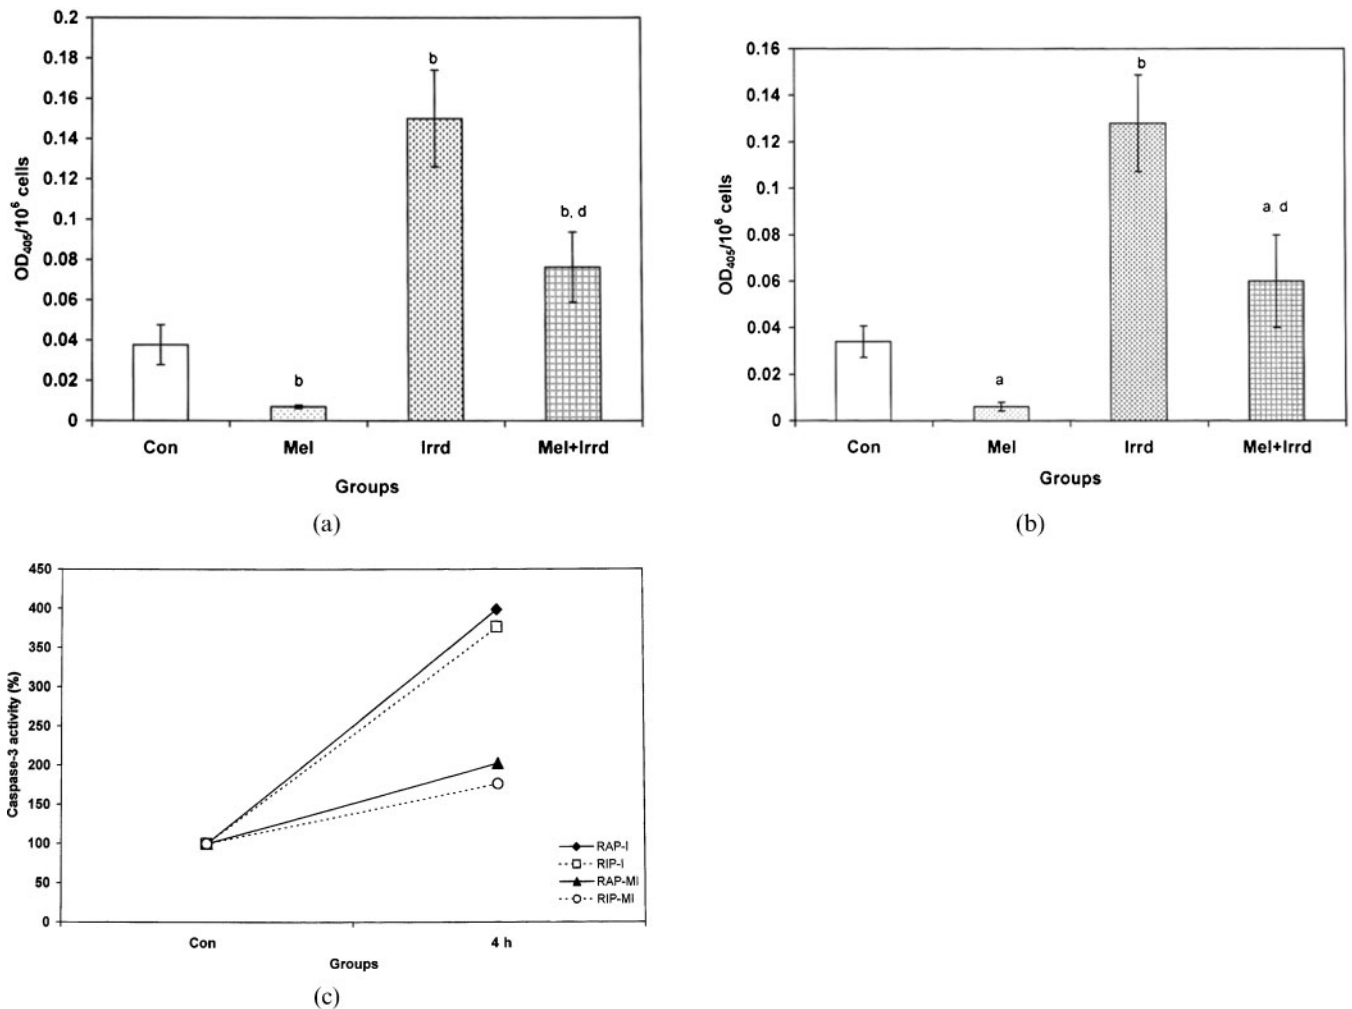 0.2
0.18
0.16
0.14
0.12
0.1
0.08
0.06
0.04
0.02
0
OD₄₀₅/10⁶ cells
b
b
b, d
Con Mel Irrd Mel+Irrd
Groups
(a)
0.16
0.14
0.12
0.1
0.08
0.06
0.04
0.02
0
OD₄₀₅/10⁶ cells
a
b
a d
Con Mel Irrd Mel+Irrd
Groups
(b)
450
400
350
300
250
200
150
100
50
0
Caspase-3 activity (%)
RAP-I
RIP-I
RAP-MI
RIP-MI
Con 4 h
Groups
(c)